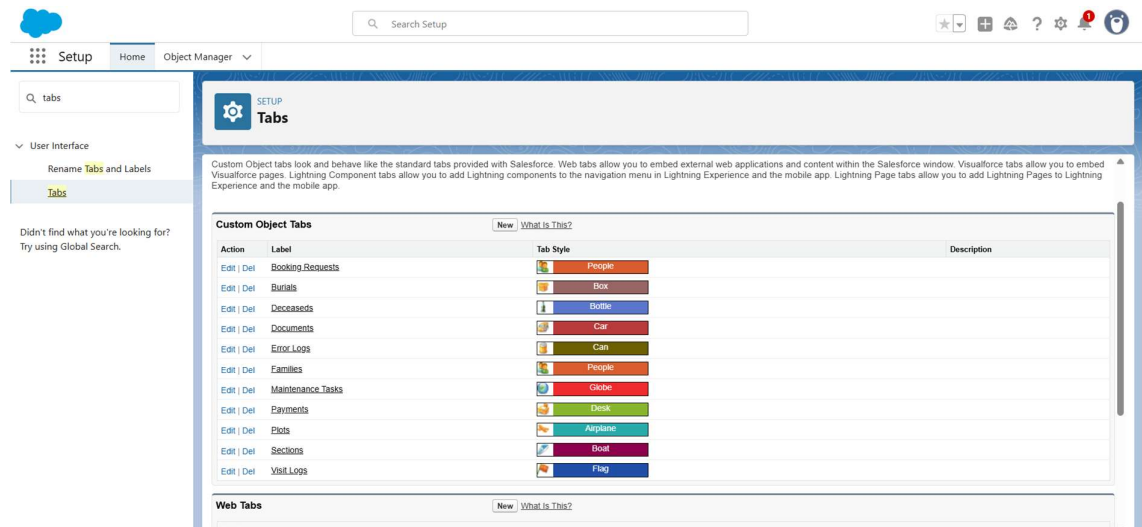 Search Setup
1
Setup
Home
Object Manager
tabs
User Interface
Rename Tabs and Labels
Tabs
Didn't find what you're looking for?
Try using Global Search.
SETUP
Tabs
Custom Object tabs look and behave like the standard tabs provided with Salesforce. Web tabs allow you to embed external web applications and content within the Salesforce window. Visualforce tabs allow you to embed
Visualforce pages. Lightning Component tabs allow you to add Lightning components to the navigation menu in Lightning Experience and the mobile app. Lightning Page tabs allow you to add Lightning Pages to Lightning
Experience and the mobile app.
Custom Object Tabs New What Is This?
Action Label Tab Style Description
Edit | Del Booking Requests People
Edit | Del Burials Box
Edit | Del Deceaseds Bottle
Edit | Del Documents Car
Edit | Del Error Logs Can
Edit | Del Families People
Edit | Del Maintenance Tasks Globe
Edit | Del Payments Desk
Edit | Del Plots Airplane
Edit | Del Sections Boat
Edit | Del Visit Logs Flag
Web Tabs New What Is This?